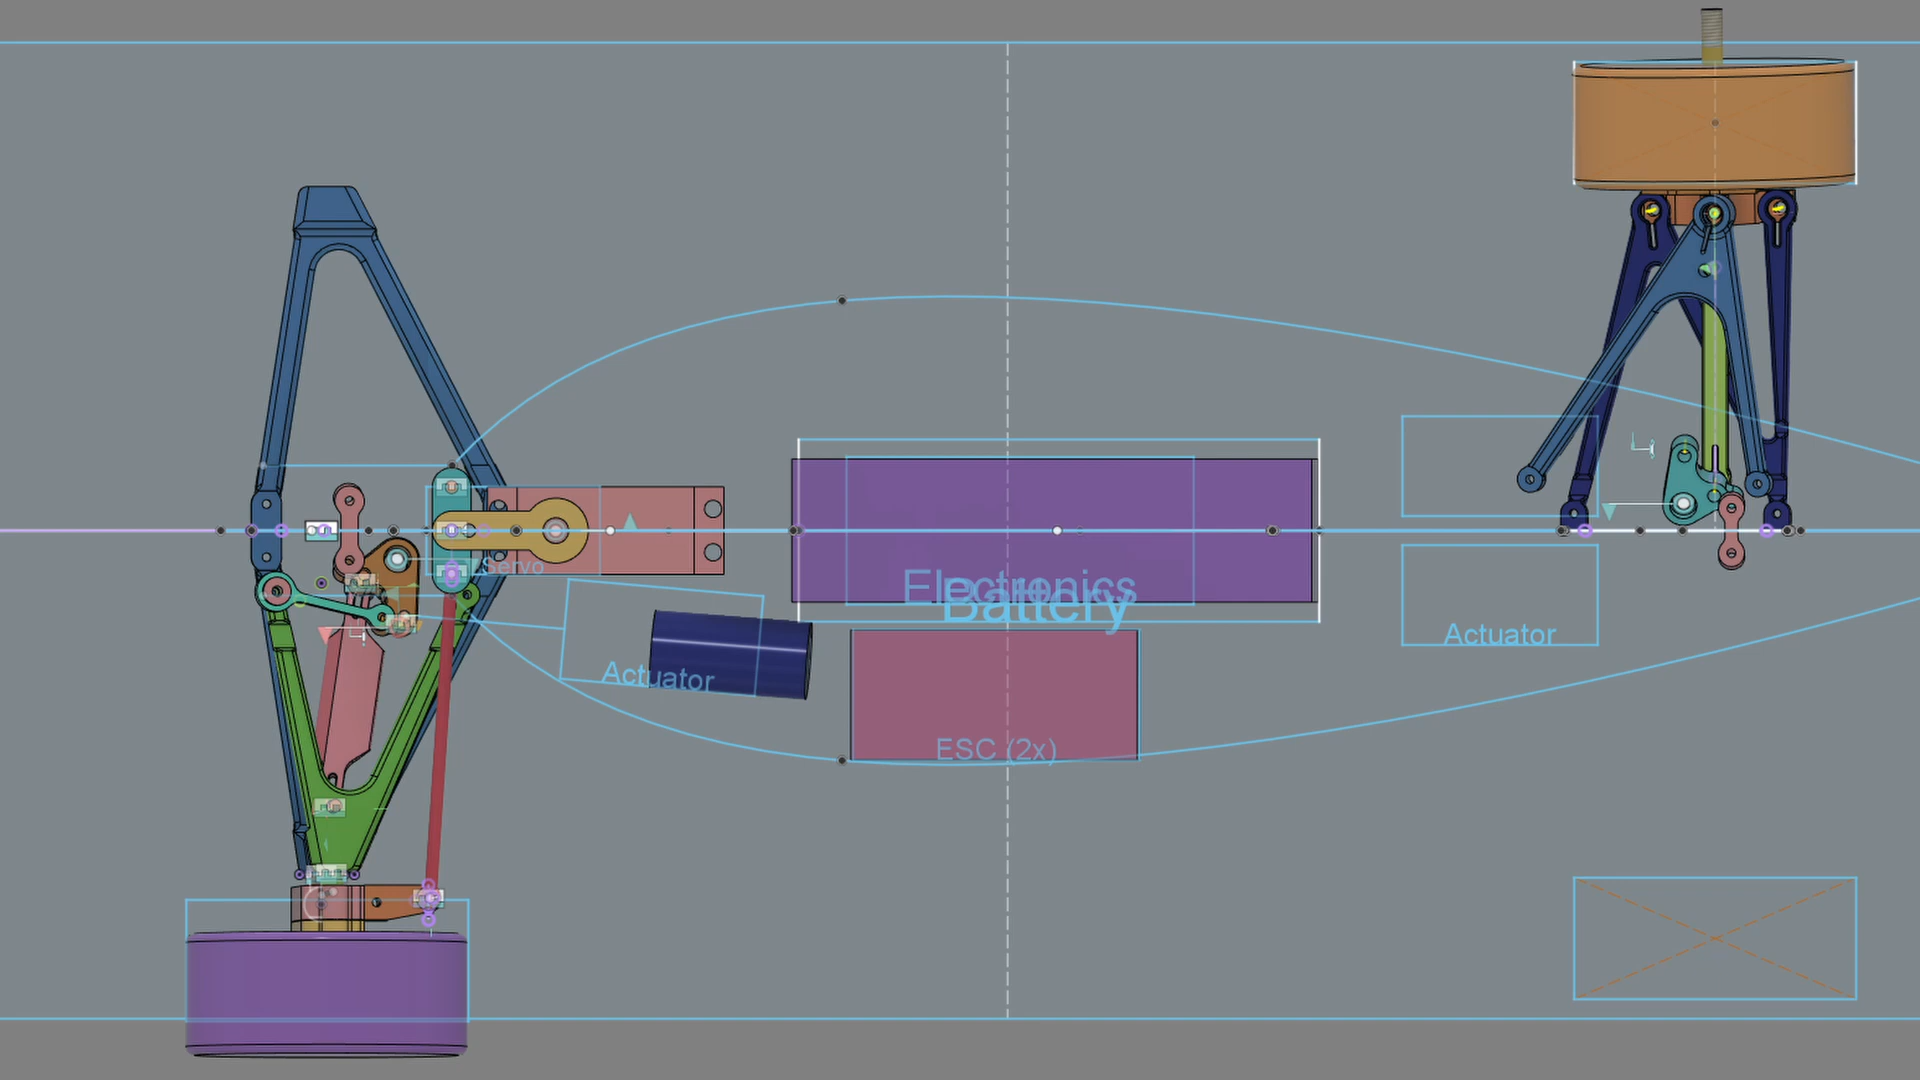 Servo
Electronics
Battery
Actuator
Actuator
ESC (2x)